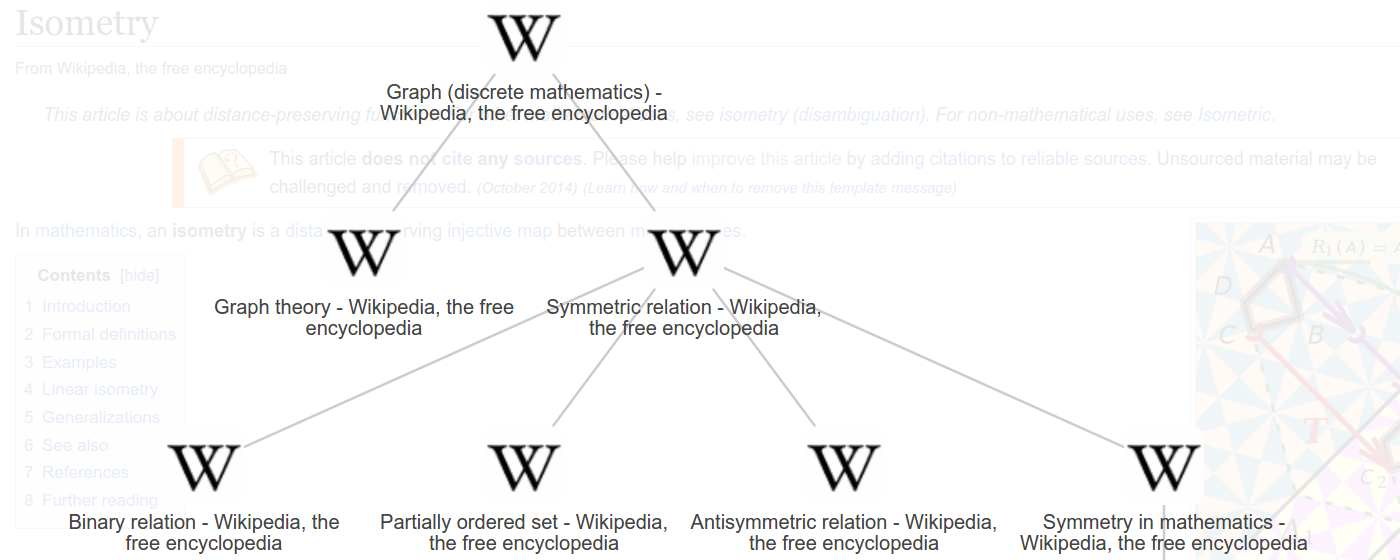 Isometry
From Wikipedia, the free encyclopedia
Graph (discrete mathematics) -
Wikipedia, the free encyclopedia
This article is about distance-preserving fu s, see isometry (disambiguation). For non-mathematical uses, see Isometric.
This article does not cite any sources. Please help improve this article by adding citations to reliable sources. Unsourced material may be
challenged and removed. (October 2014) (Learn how and when to remove this template message)
In mathematics, an isometry is a dista rving injective map between m es.
Contents [hide]
1 Introduction
2 Formal definitions
3 Examples
4 Linear isometry
5 Generalizations
6 See also
7 References
8 Further reading
W
W
W
Graph theory - Wikipedia, the free
encyclopedia
Symmetric relation - Wikipedia,
the free encyclopedia
A
R1(A) = A
D
C
B
T
C2
A1
W
W
W
W
Binary relation - Wikipedia, the
free encyclopedia
Partially ordered set - Wikipedia,
the free encyclopedia
Antisymmetric relation - Wikipedia,
the free encyclopedia
Symmetry in mathematics -
Wikipedia, the free encyclopedia